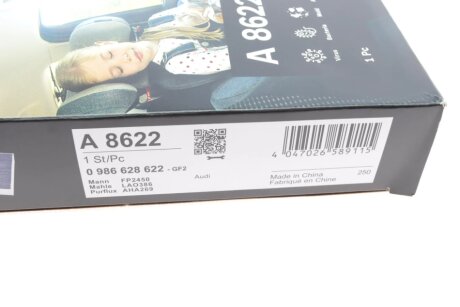 A 8622
1 Pc
A 8622
1 St/Pc
0 986 628 622 - GF2
Mann FP2450
Mahle LAO386
Purflux AHA269
Audi
4 047026 589115
Made in China
Fabriqué en Chine
250